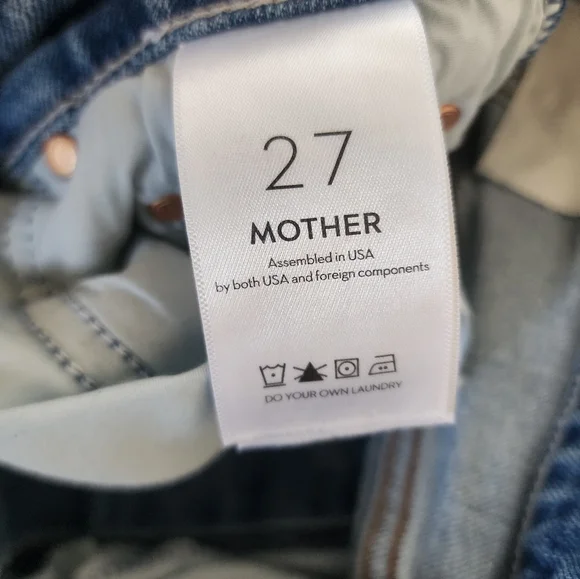 27
MOTHER
Assembled in USA
by both USA and foreign components
DO YOUR OWN LAUNDRY